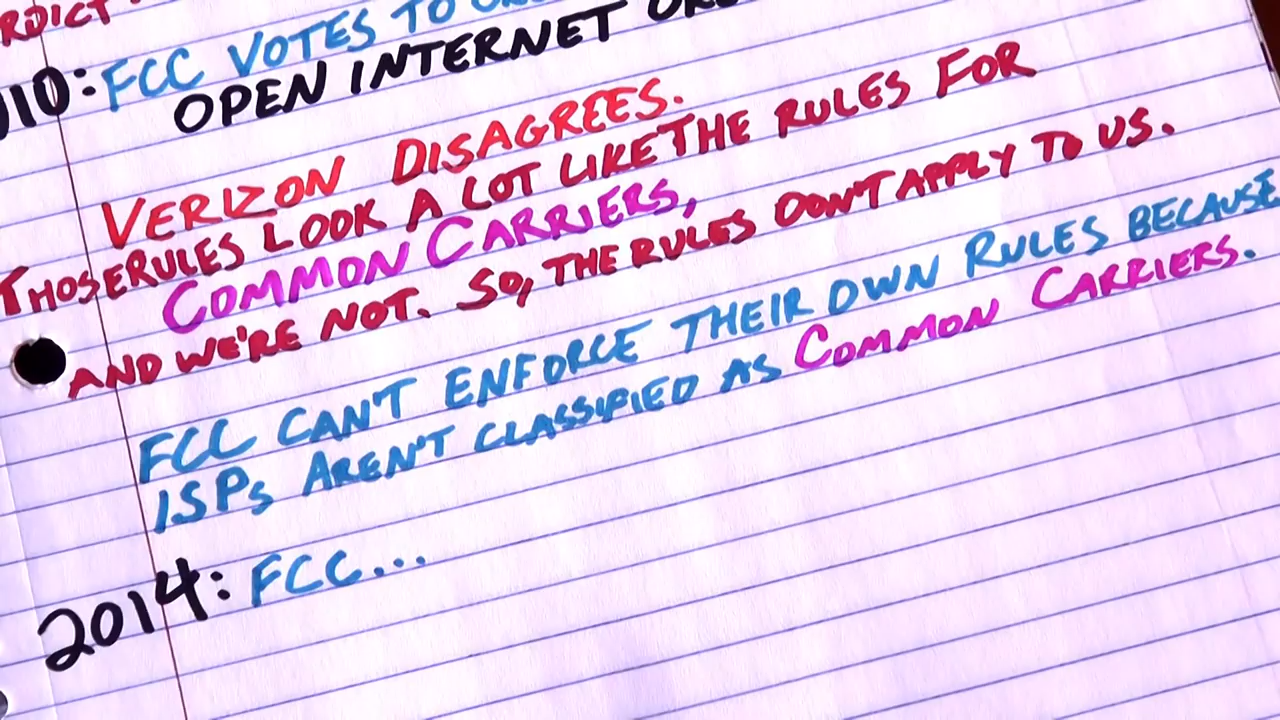 RDICT
010: FCC VOTES TO
OPEN INTERNET
VERIZON DISAGREES.
THOSE RULES LOOK A LOT LIKE THE RULES FOR
COMMON CARRIERS,
AND WE'RE NOT. SO, THE RULES DON'T APPLY TO US.
FCC CAN'T ENFORCE THEIR OWN RULES BECAUSE
ISPs AREN'T CLASSIFIED AS COMMON CARRIERS.
2014: FCC...